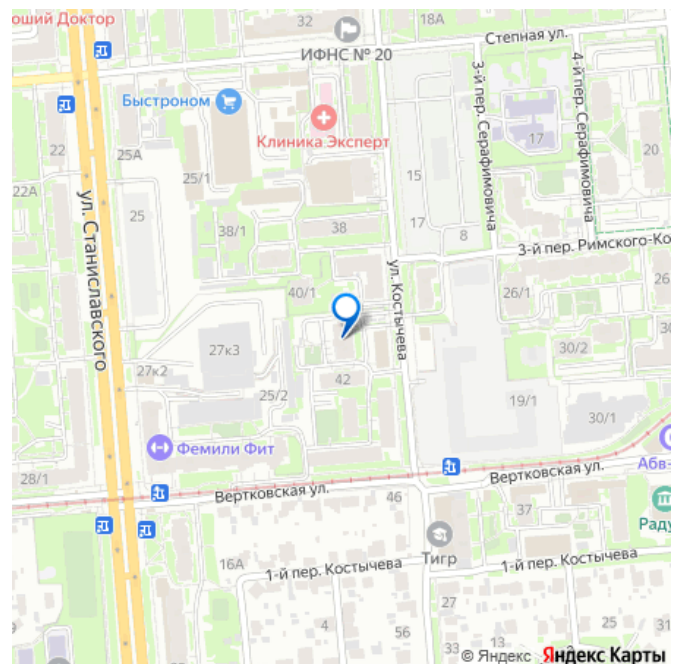 оший Доктор
32
18А
Степная ул.
ИФНС № 20
Быстроном
Клиника Эксперт
3-й пер. Серафимовича
4-й пер. Серафимовича
17
22
25А
20
22А
25/1
15
25
ул. Станиславского
38/1
38
17
8
3-й пер. Римского-Ко
ул. Костычева
40/1
26/1
27к3
27к2
30/2
42
25/2
19/1
30/1
Фемили Фит
28/1
Вертковская ул.
Вертковская ул.
Абв-
46
37
Раду
Тигр
16А
1-й пер. Костычева
1-й пер. Костычева
27
4
56
33
13
2
31
© Яндекс Яндекс Карты